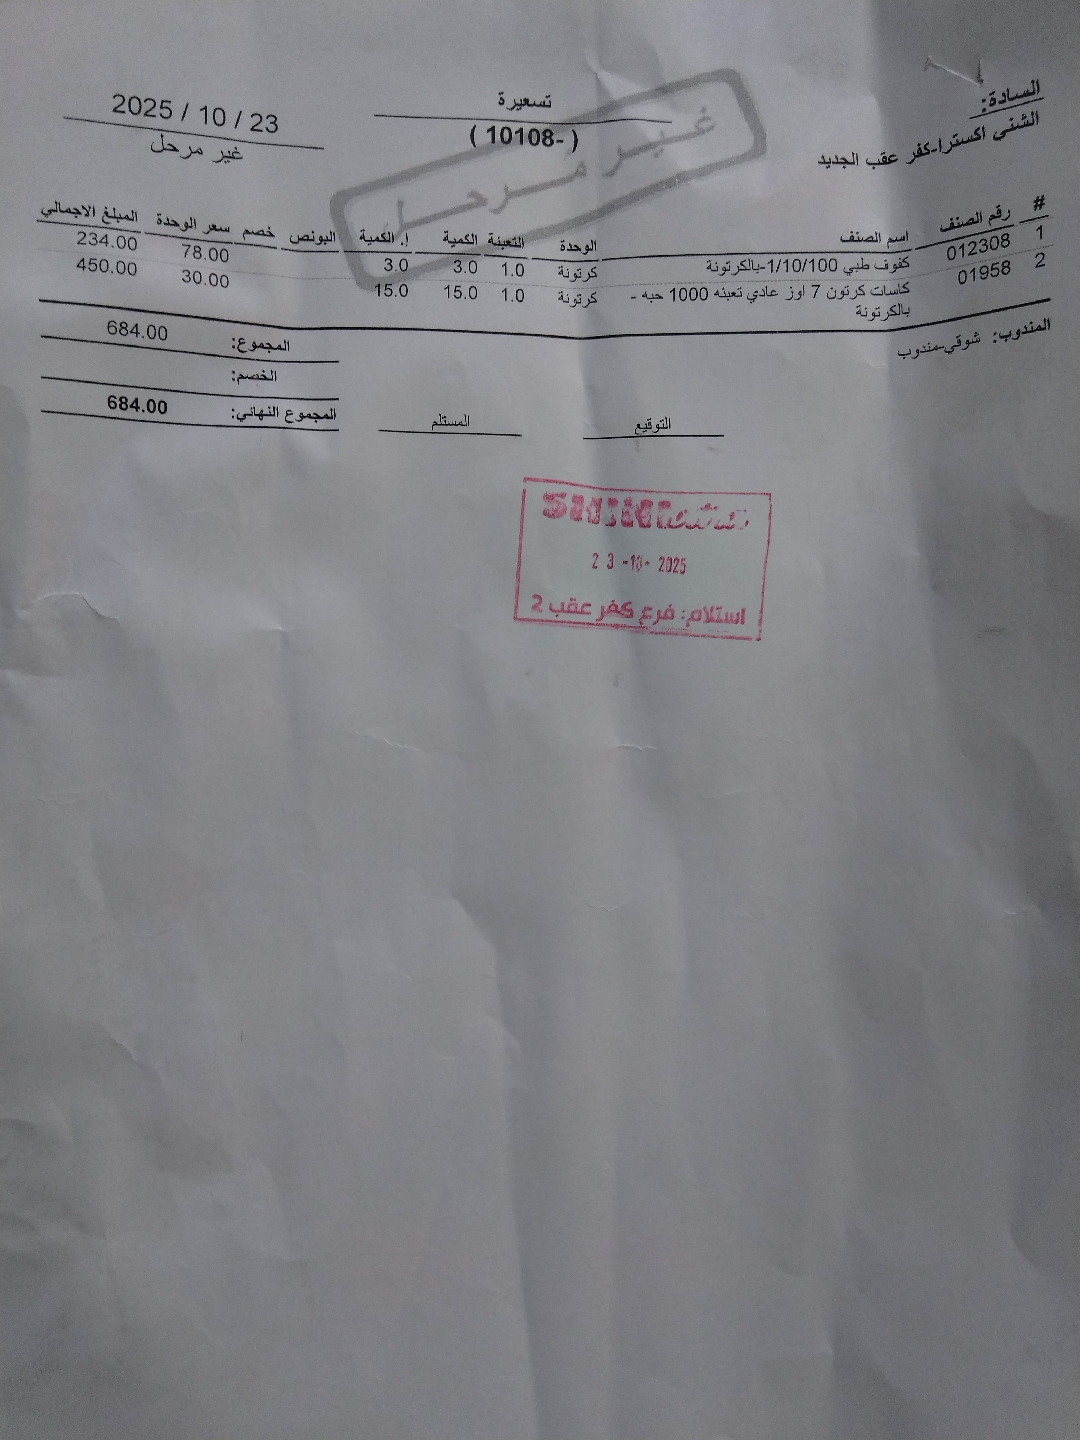 السادة:
الشني اكسترا-كفر عقب الجديد
تسعيرة
( -10108 )
2025 / 10 / 23
غير مرحل
غير مرحل
# رقم الصنف اسم الصنف الوحدة التعبئة الكمية إ. الكمية البونص خصم سعر الوحدة المبلغ الاجمالي
1 012308 كفوف طبي 1/10/100-بالكرتونة كرتونة 1.0 3.0 3.0 78.00 234.00
2 01958 كاسات كرتون 7 اوز عادي تعبئه 1000 حبه - كرتونة 1.0 15.0 15.0 30.00 450.00
بالكرتونة
المندوب: شوقي-مندوب
المجموع: 684.00
الخصم:
المجموع النهائي: 684.00
التوقيع
المستلم
23 -10- 2025
استلام: فرع كفر عقب 2